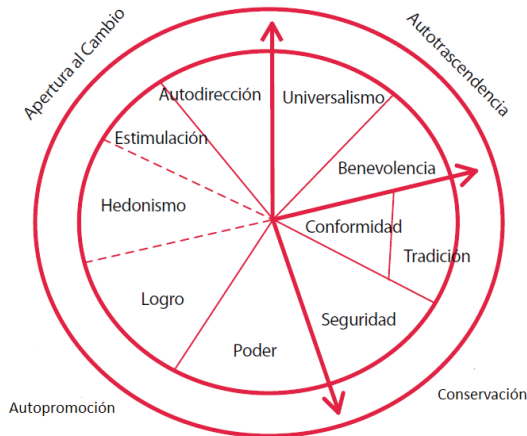 Apertura al Cambio
Autotrascendencia
Autodirección
Universalismo
Estimulación
Benevolencia
Hedonismo
Conformidad
Tradición
Logro
Seguridad
Poder
Autopromoción
Conservación